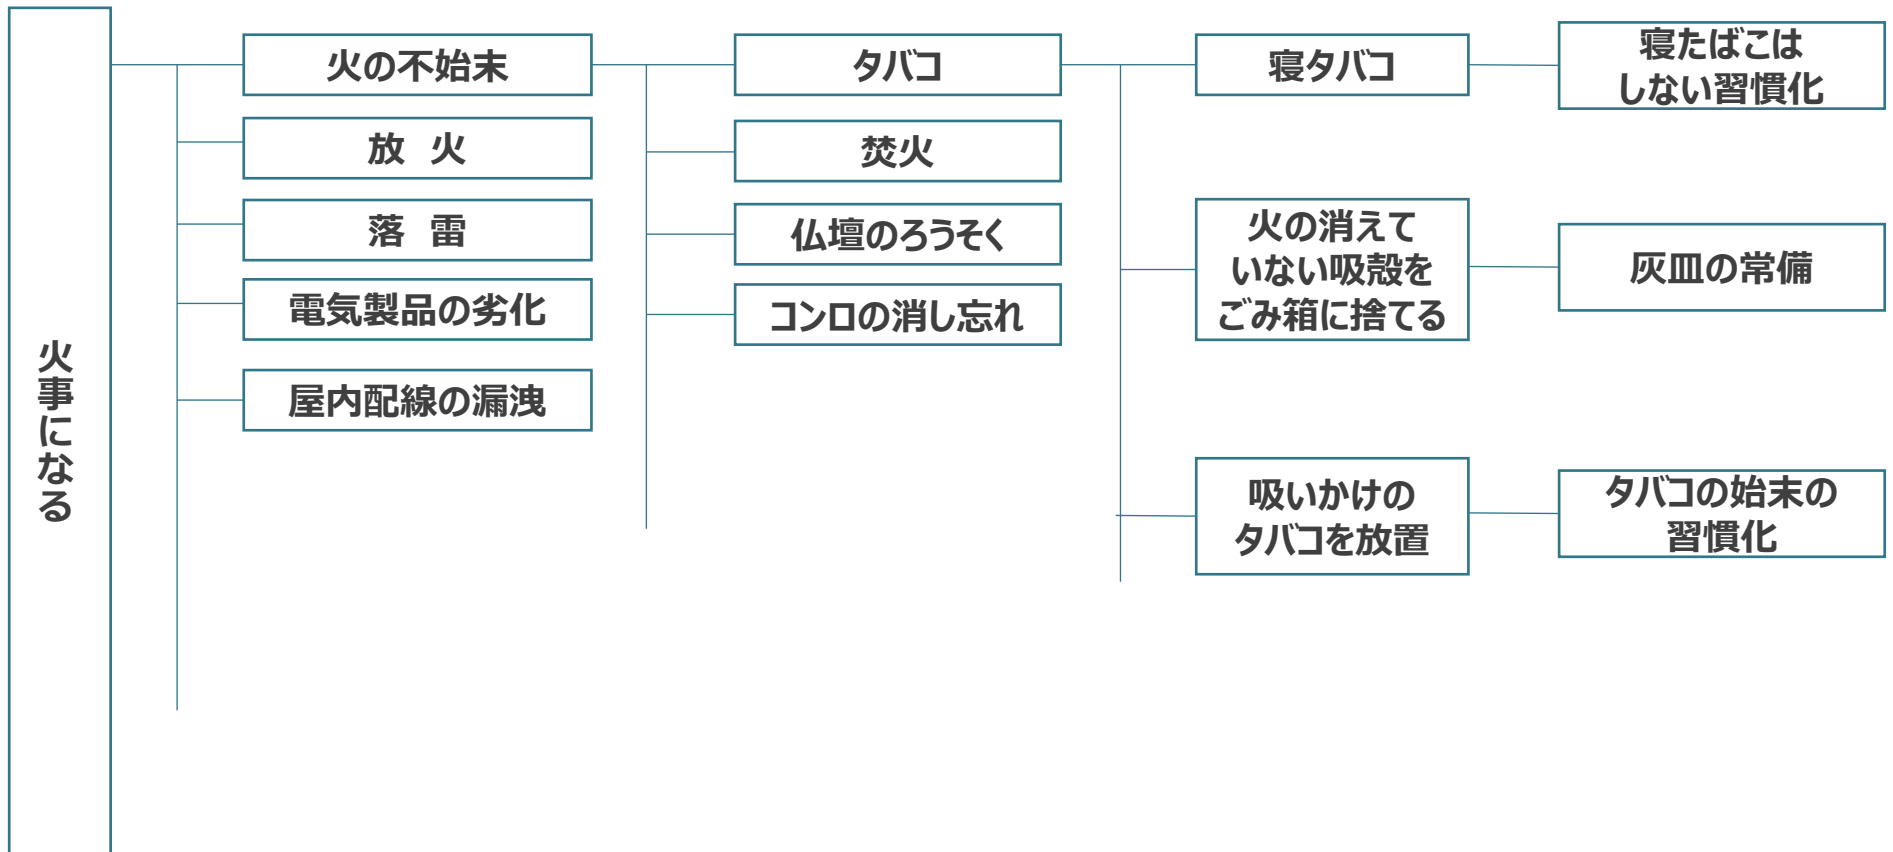 火事になる
火の不始末
放 火
落 雷
電気製品の劣化
屋内配線の漏洩
タバコ
焚火
仏壇のろうそく
コンロの消し忘れ
寝タバコ
火の消えて
いない吸殻を
ごみ箱に捨てる
吸いかけの
タバコを放置
寝たばこは
しない習慣化
灰皿の常備
タバコの始末の
習慣化